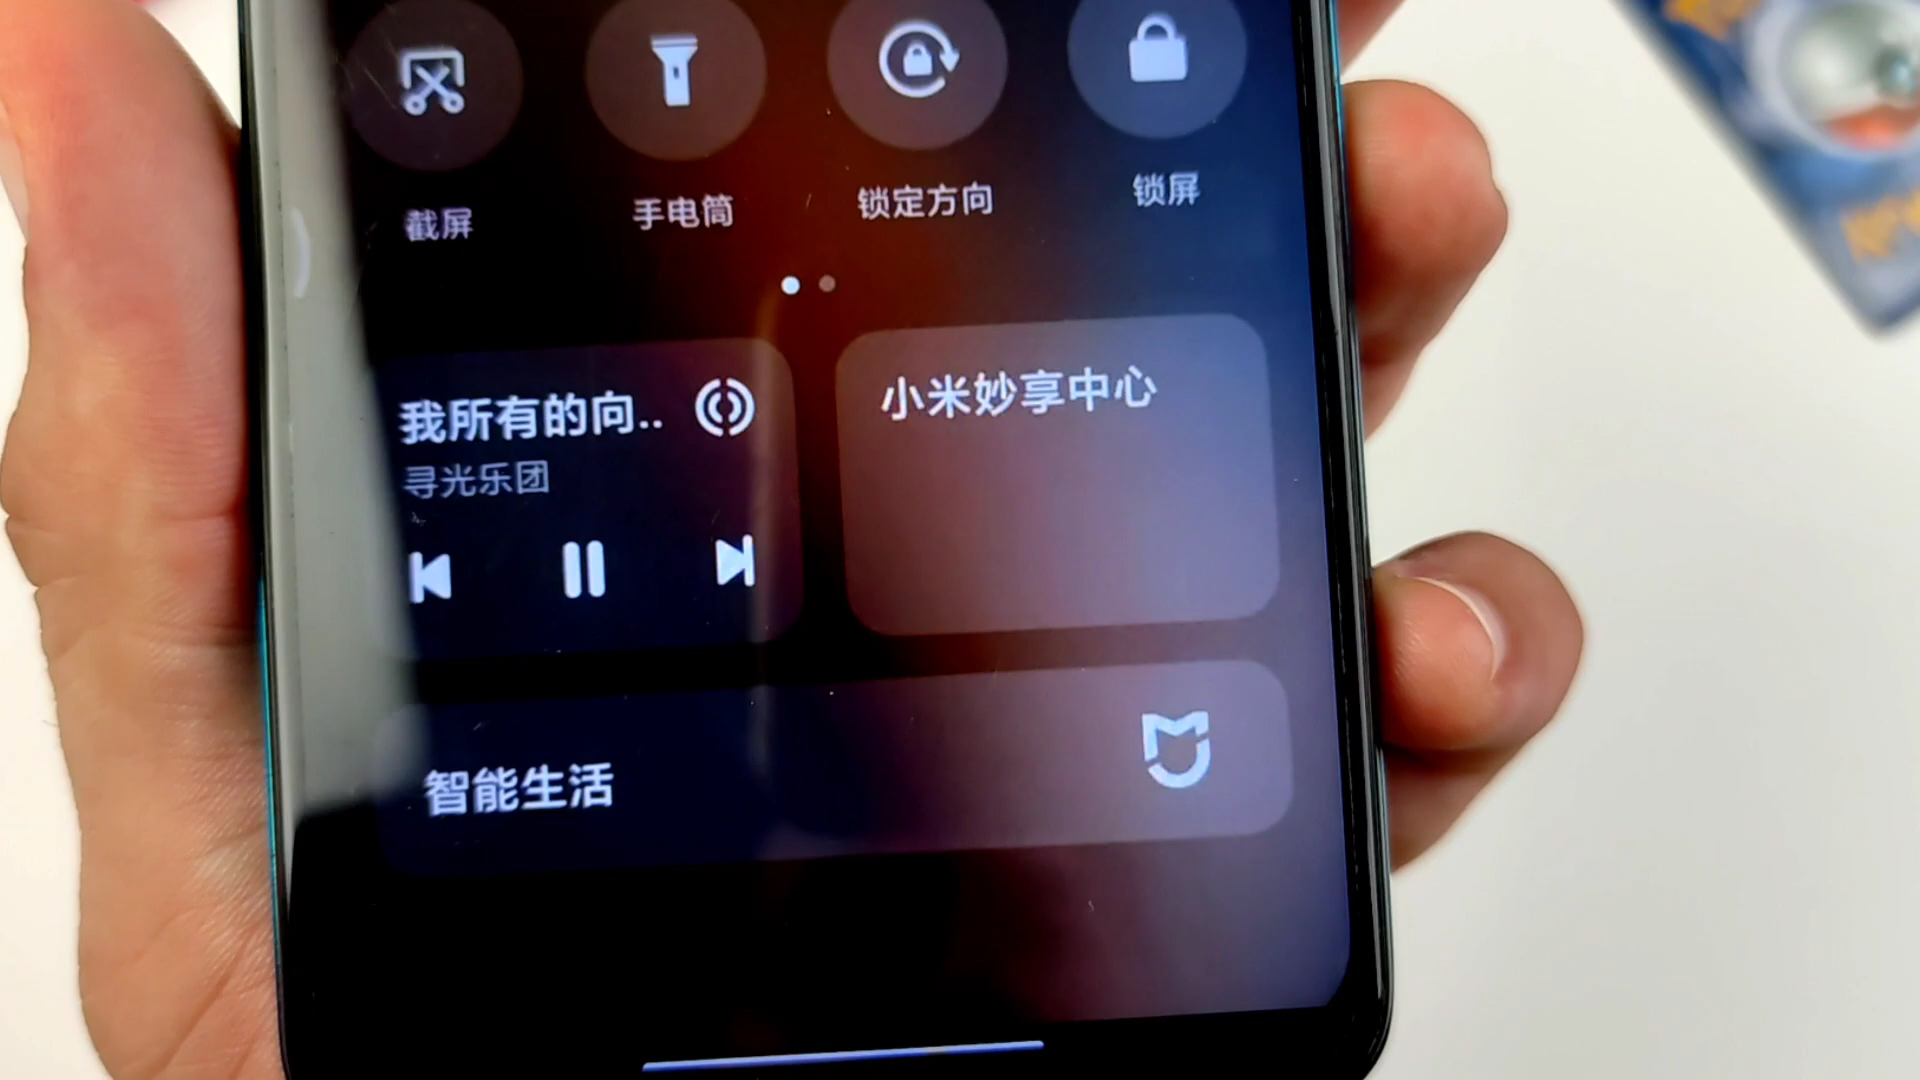 截屏
手电筒
锁定方向
锁屏
我所有的向..
寻光乐团
小米妙享中心
智能生活